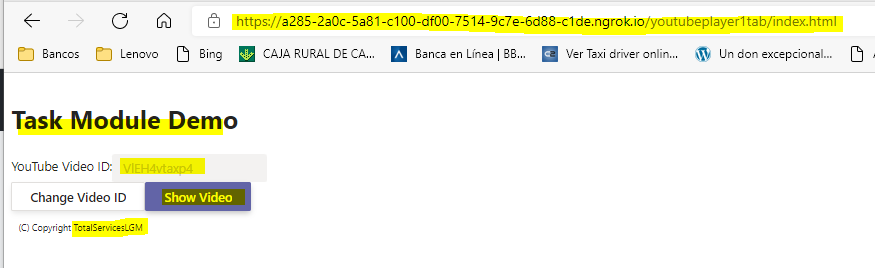 https://a285-2a0c-5a81-c100-df00-7514-9c7e-6d88-c1de.ngrok.io/youtubeplayer1tab/index.html
Bancos Lenovo Bing CAJA RURAL DE CA... Banca en Línea | BB... Ver Taxi driver onlin... Un don excepcional... A
Task Module Demo
YouTube Video ID: VlEH4vtaxp4
Change Video ID Show Video
(C) Copyright TotalServicesLGM